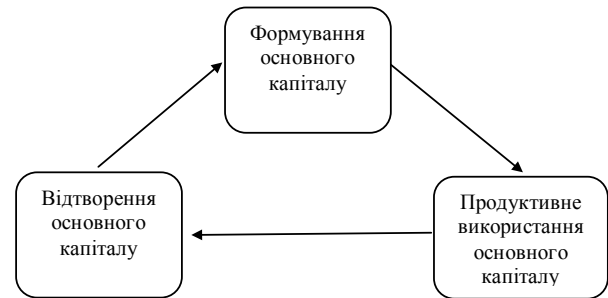 Формування
основного
капіталу
Відтворення
основного
капіталу
Продуктивне
використання
основного
капіталу